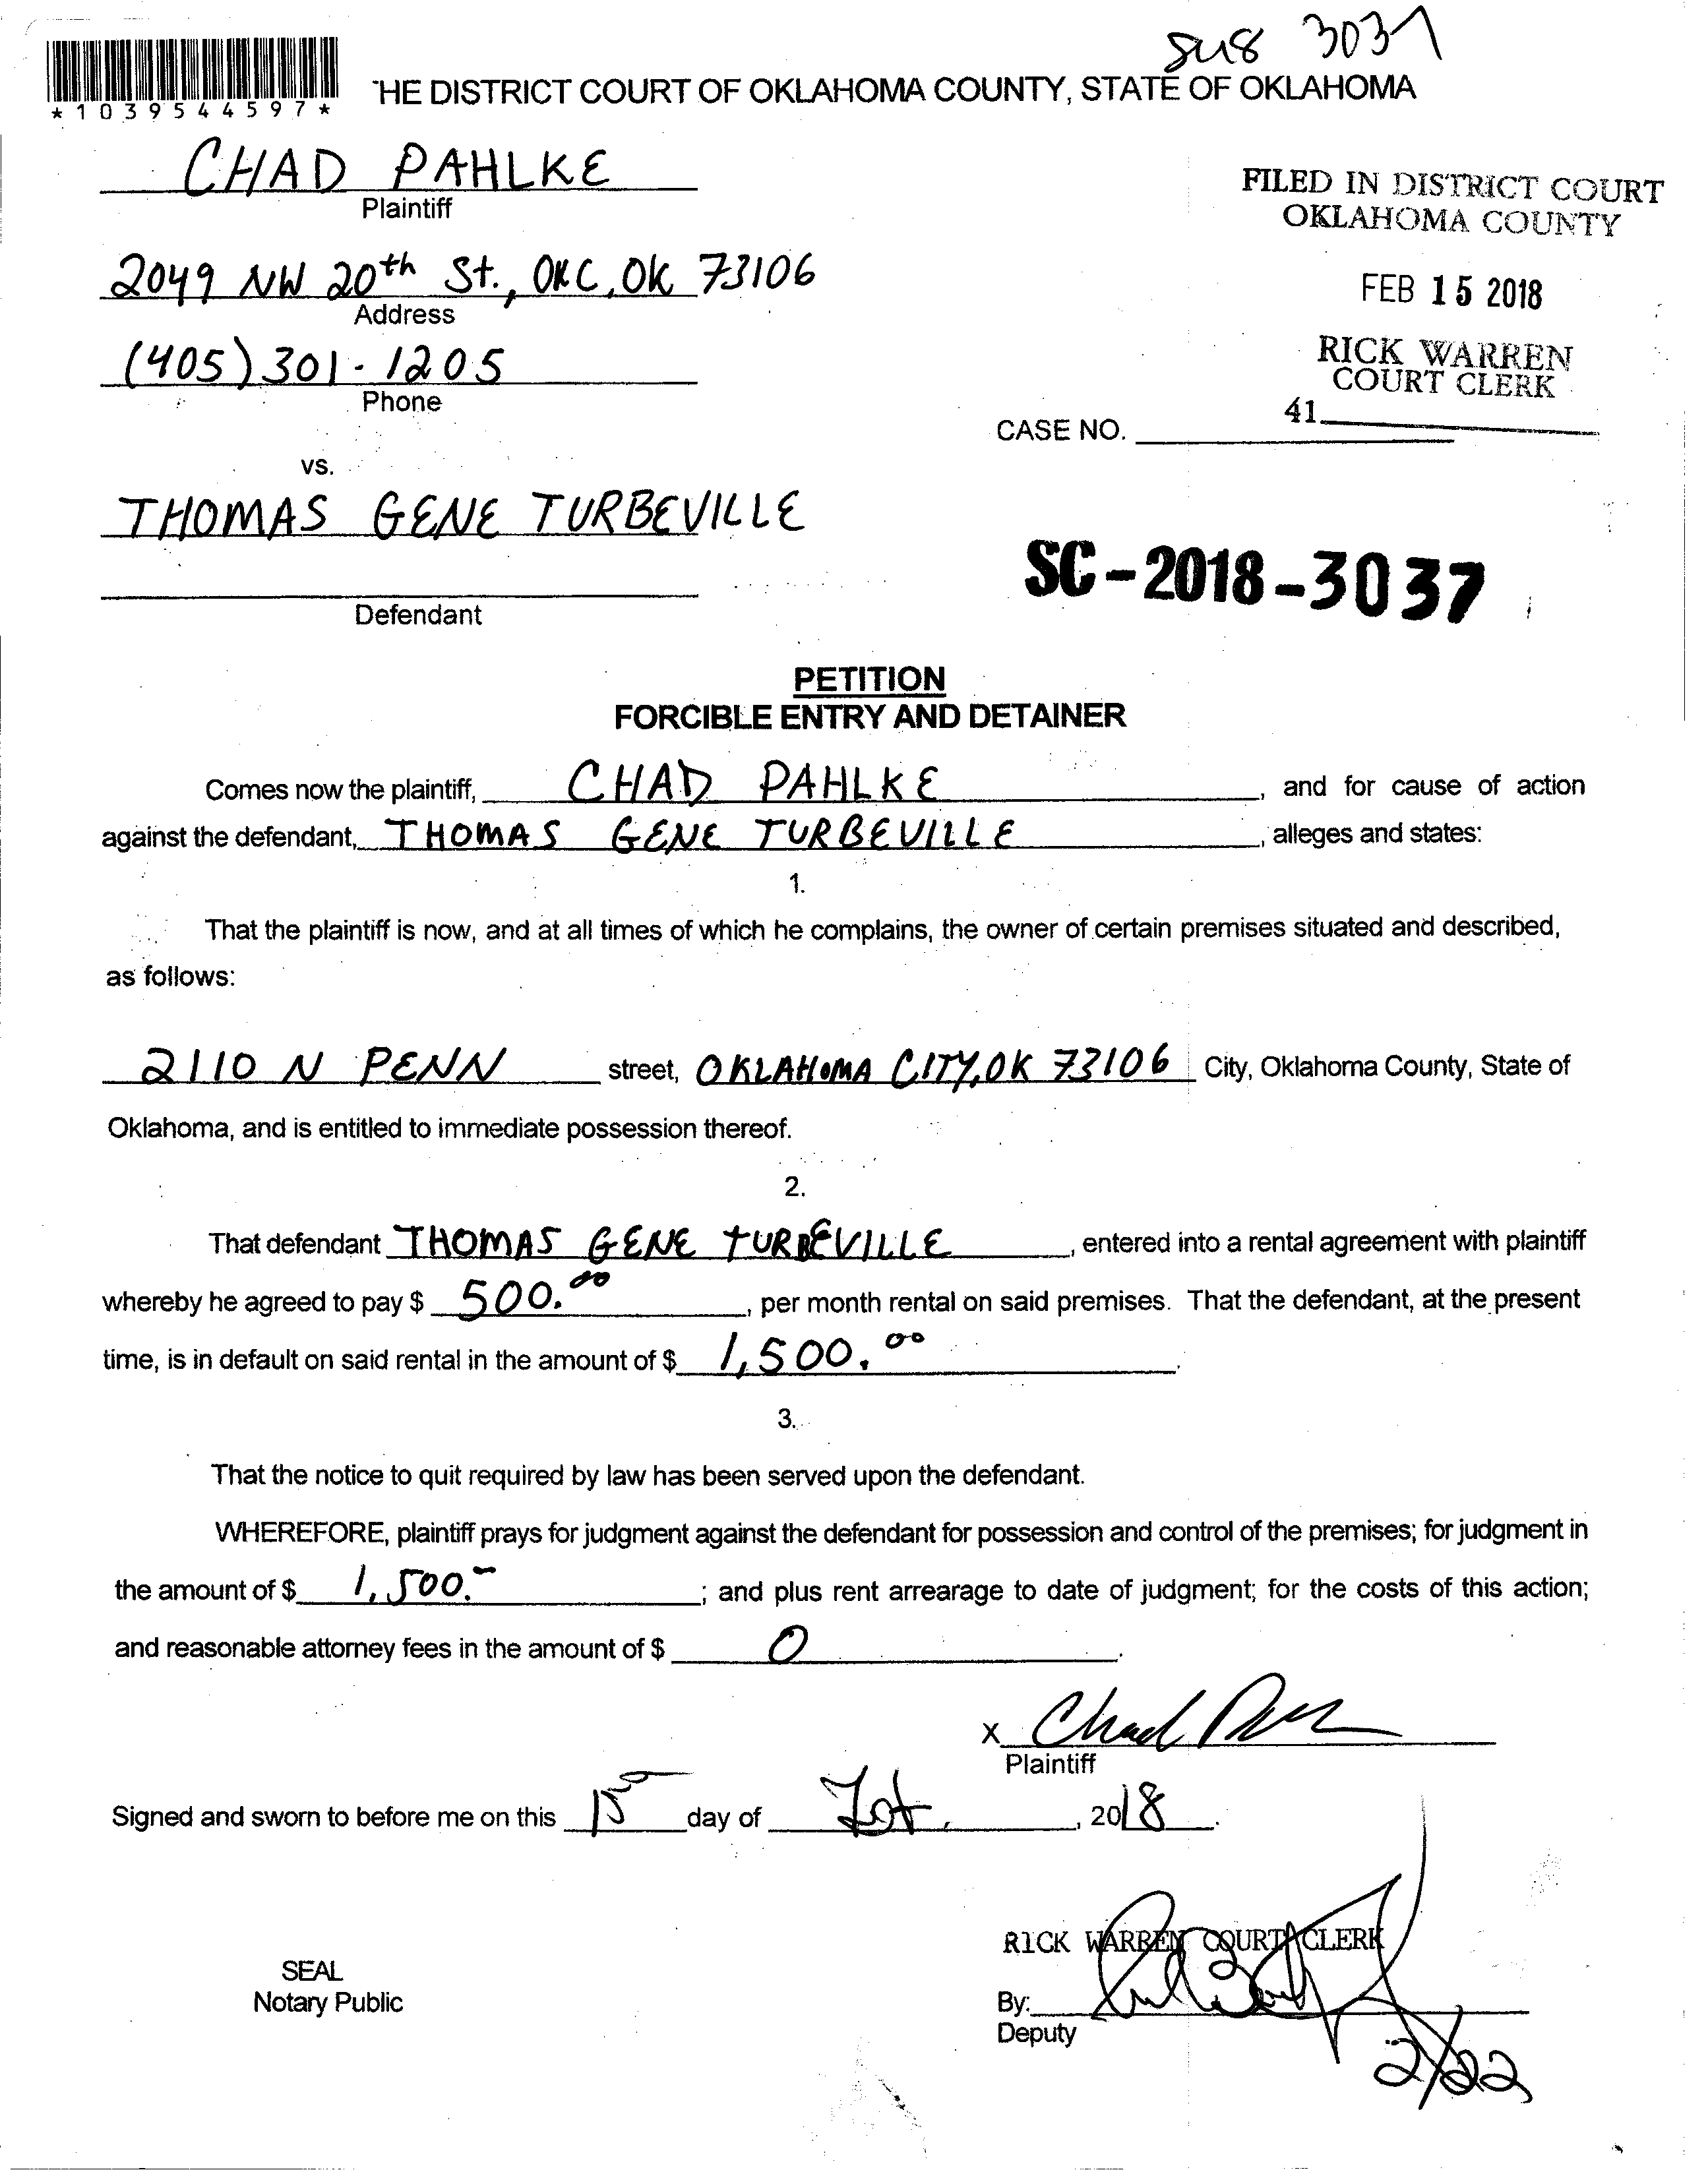 3037
*1039544597*
HE DISTRICT COURT OF OKLAHOMA COUNTY, STATE OF OKLAHOMA
CHAD PAHLKE
Plaintiff
FILED IN DISTRICT COURT
OKLAHOMA COUNTY
2049 NW 20th St., OKC, OK 73106
Address
FEB 15 2018
(405) 301-1205
Phone
RICK WARREN
COURT CLERK
41
CASE NO.
vs.
THOMAS GENE TURBEVILLE
Defendant
SC-2018-3037
PETITION
FORCIBLE ENTRY AND DETAINER
Comes now the plaintiff, CHAD PAHLKE, and for cause of action
against the defendant, THOMAS GENE TURBEVILLE, alleges and states:
1.
That the plaintiff is now, and at all times of which he complains, the owner of certain premises situated and described,
as follows:
2110 N PENN street, OKLAHOMA CITY, OK 73106 City, Oklahoma County, State of
Oklahoma, and is entitled to immediate possession thereof.
2.
That defendant THOMAS GENE TURBEVILLE, entered into a rental agreement with plaintiff
whereby he agreed to pay $ 500.00, per month rental on said premises. That the defendant, at the present
time, is in default on said rental in the amount of $ 1,500.00.
3.
That the notice to quit required by law has been served upon the defendant.
WHEREFORE, plaintiff prays for judgment against the defendant for possession and control of the premises; for judgment in
the amount of $ 1,500.-; and plus rent arrearage to date of judgment; for the costs of this action;
and reasonable attorney fees in the amount of $ 0.
X Chad
Plaintiff
Signed and sworn to before me on this 15 day of , 2018.
RICK WARREN COURT CLERK
SEAL
Notary Public
By:
Deputy
2/22